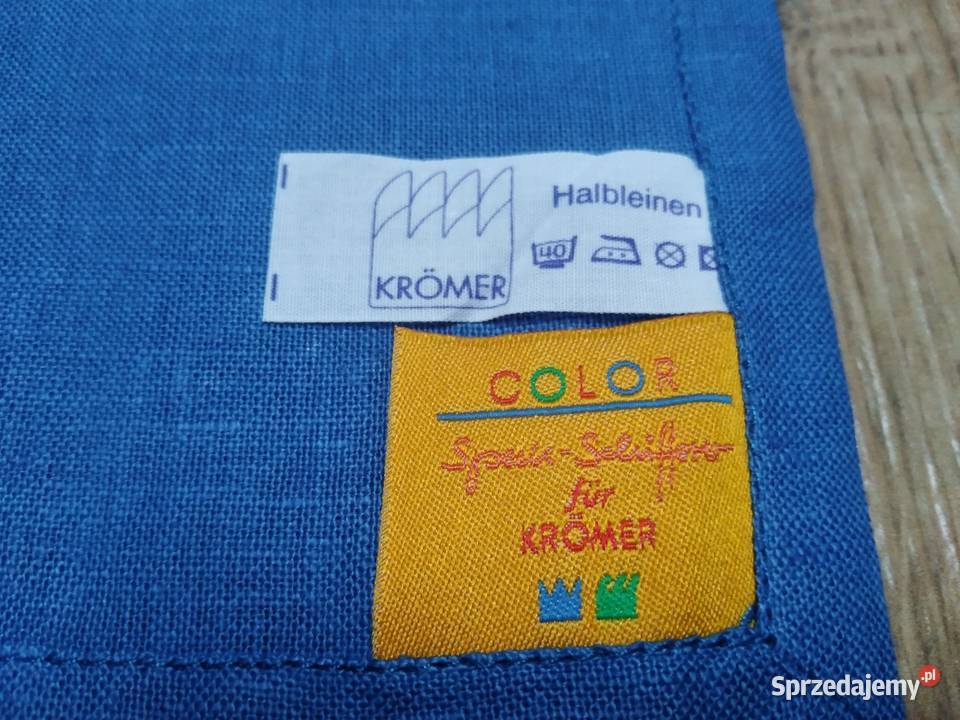 Halbleinen
40
KRÖMER
COLOR
für
KRÖMER
Sprzedajemy.pl